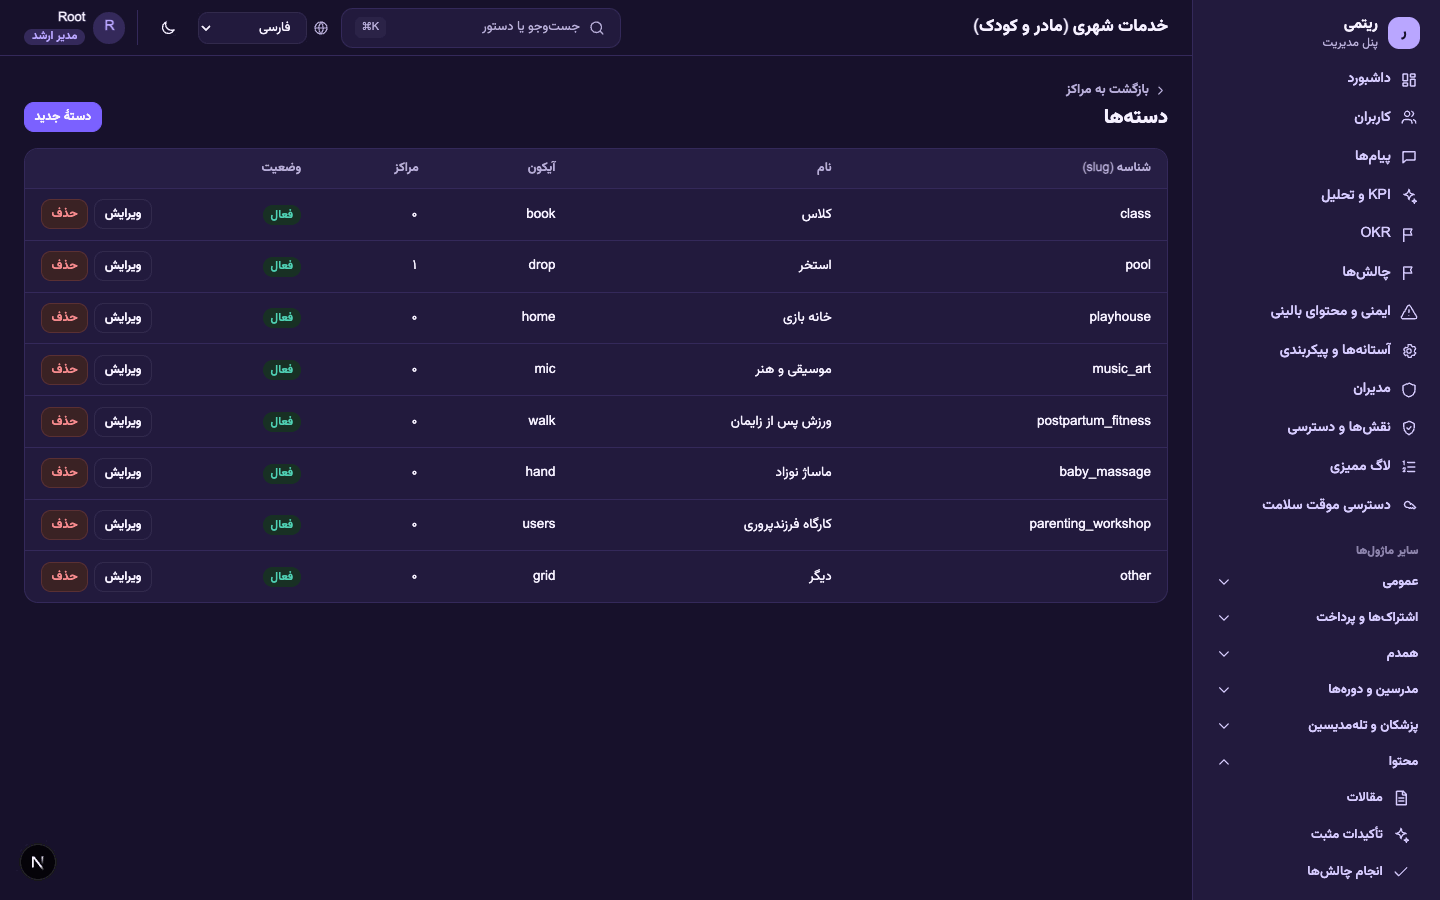 ریتمی
پنل مدیریت
ر
داشبورد
کاربران
پیام‌ها
KPI و تحلیل
OKR
چالش‌ها
ایمنی و محتوای بالینی
آستانه‌ها و پیکربندی
مدیران
نقش‌ها و دسترسی
لاگ ممیزی
دسترسی موقت سلامت
سایر ماژول‌ها
عمومی
اشتراک‌ها و پرداخت
همدم
مدرسین و دوره‌ها
پزشکان و تله‌مدیسین
محتوا
مقالات
تأکیدات مثبت
انجام چالش‌ها
خدمات شهری (مادر و کودک)
جست‌وجو یا دستور ⌘K
فارسی
R
Root
مدیر ارشد
بازگشت به مراکز
دسته‌ها
دستهٔ جدید
شناسه (slug) نام آیکون مراکز وضعیت
class کلاس book ۰ فعال ویرایش حذف
pool استخر drop ۱ فعال ویرایش حذف
playhouse خانه بازی home ۰ فعال ویرایش حذف
music_art موسیقی و هنر mic ۰ فعال ویرایش حذف
postpartum_fitness ورزش پس از زایمان walk ۰ فعال ویرایش حذف
baby_massage ماساژ نوزاد hand ۰ فعال ویرایش حذف
parenting_workshop کارگاه فرزندپروری users ۰ فعال ویرایش حذف
other دیگر grid ۰ فعال ویرایش حذف
N